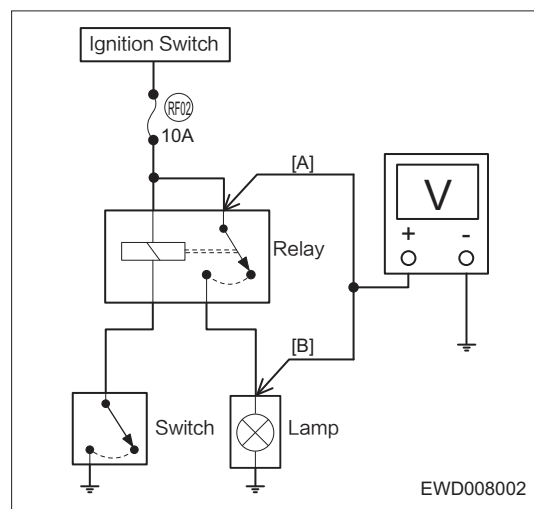 Ignition Switch
RF02
10A
[A]
V
+ -
Relay
[B]
Switch
Lamp
EWD008002